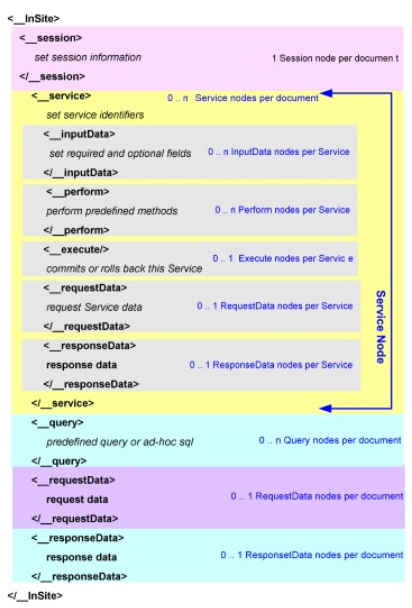 <__InSite>
<__session>
set session information 1 Session node per documen t
</__session>
<__service> 0 .. n Service nodes per document
set service identifiers
<__inputData>
set required and optional fields 0 .. n InputData nodes per Service
</__inputData>
<__perform>
perform predefined methods 0 .. n Perform nodes per Service
</__perform>
<__execute/> 0 .. 1 Execute nodes per Servic e
commits or rolls back this Service
<__requestData>
request Service data 0 .. 1 RequestData nodes per Service
</__requestData>
<__responseData>
response data 0 .. 1 ResponseData nodes per Service
</__responseData>
</__service>
Service Node
<__query>
predefined query or ad-hoc sql 0 .. n Query nodes per document
</__query>
<__requestData>
request data 0 .. 1 RequestData nodes per document
</__requestData>
<__responseData>
response data 0 .. 1 ResponsetData nodes per document
</__responseData>
</__InSite>